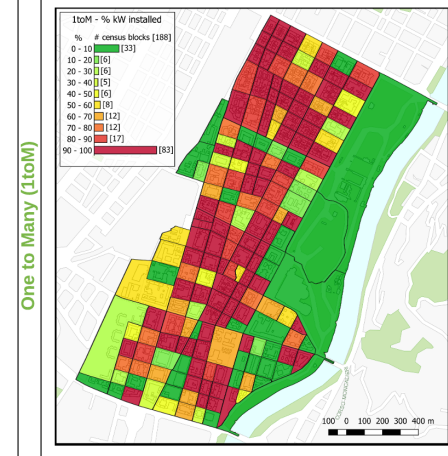 1toM - % kW installed
% # census blocks [188]
0 - 10 [33]
10 - 20 [6]
20 - 30 [6]
30 - 40 [5]
40 - 50 [6]
50 - 60 [8]
60 - 70 [12]
70 - 80 [12]
80 - 90 [17]
90 - 100 [83]
One to Many (1toM)
100 0 100 200 300 400 m